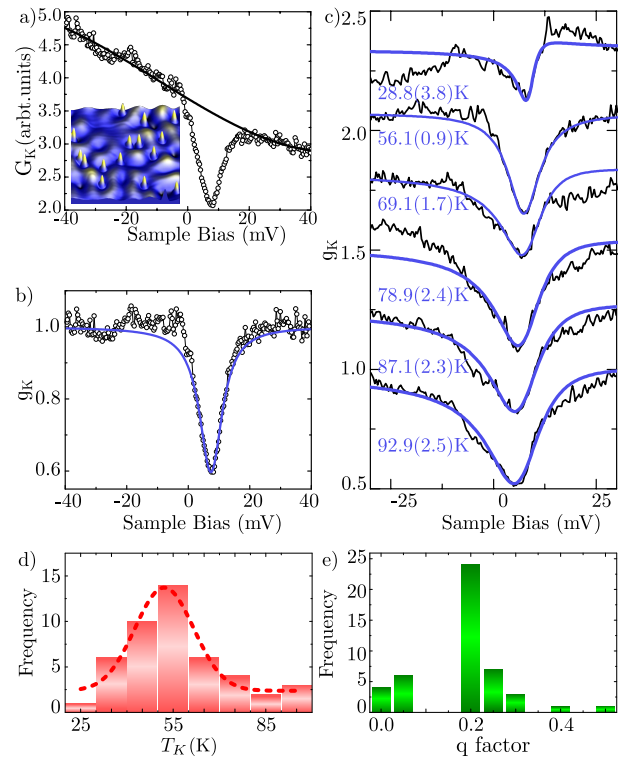 a)
G_K (arbt.units)
5.0
4.5
4.0
3.5
3.0
2.5
2.0
-40 -20 0 20 40
Sample Bias (mV)
b)
g_K
1.0
0.8
0.6
-40 -20 0 20 40
Sample Bias (mV)
c)
g_K
2.5
2.0
1.5
1.0
0.5
28.8(3.8)K
56.1(0.9)K
69.1(1.7)K
78.9(2.4)K
87.1(2.3)K
92.9(2.5)K
-25 0 25
Sample Bias (mV)
d)
Frequency
15
10
5
0
25 55 85
T_K(K)
e)
Frequency
25
20
15
10
5
0
0.0 0.2 0.4
q factor